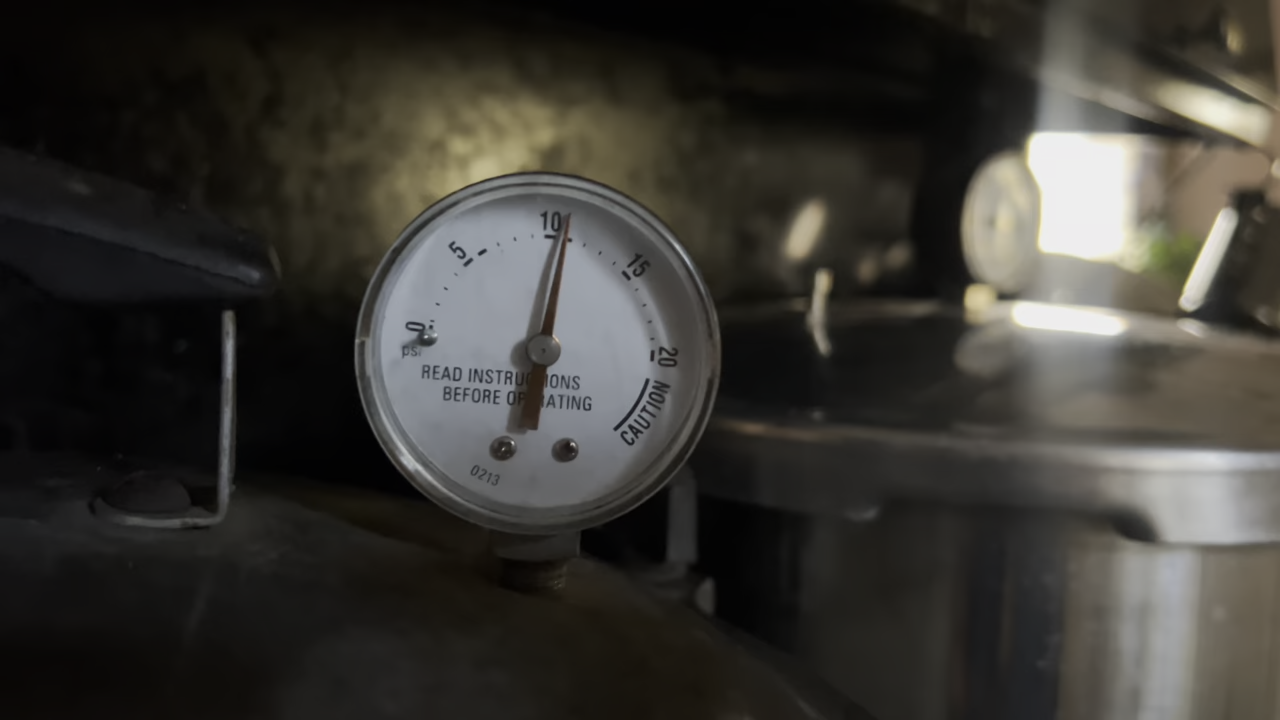 10
5
15
0
psi
20
READ INSTRUCTIONS
BEFORE OPERATING
CAUTION
0213